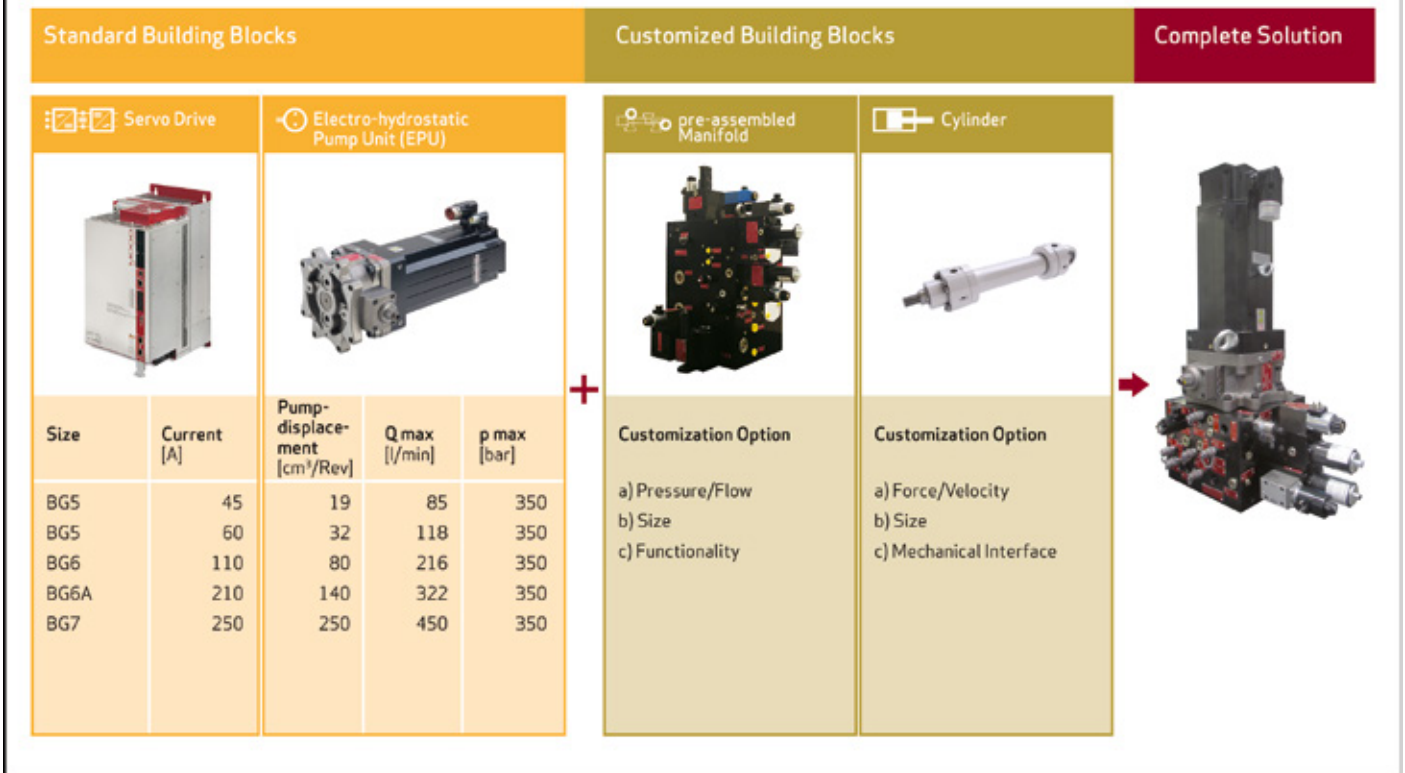 Standard Building Blocks
Customized Building Blocks
Complete Solution
Servo Drive
Electro-hydrostatic
Pump Unit (EPU)
pre-assembled
Manifold
Cylinder
Size
Current
[A]
Pump-
displace-
ment
[cm³/Rev]
Q max
[l/min]
p max
[bar]
BG5 45 19 85 350
BG5 60 32 118 350
BG6 110 80 216 350
BG6A 210 140 322 350
BG7 250 250 450 350
Customization Option
a) Pressure/Flow
b) Size
c) Functionality
Customization Option
a) Force/Velocity
b) Size
c) Mechanical Interface